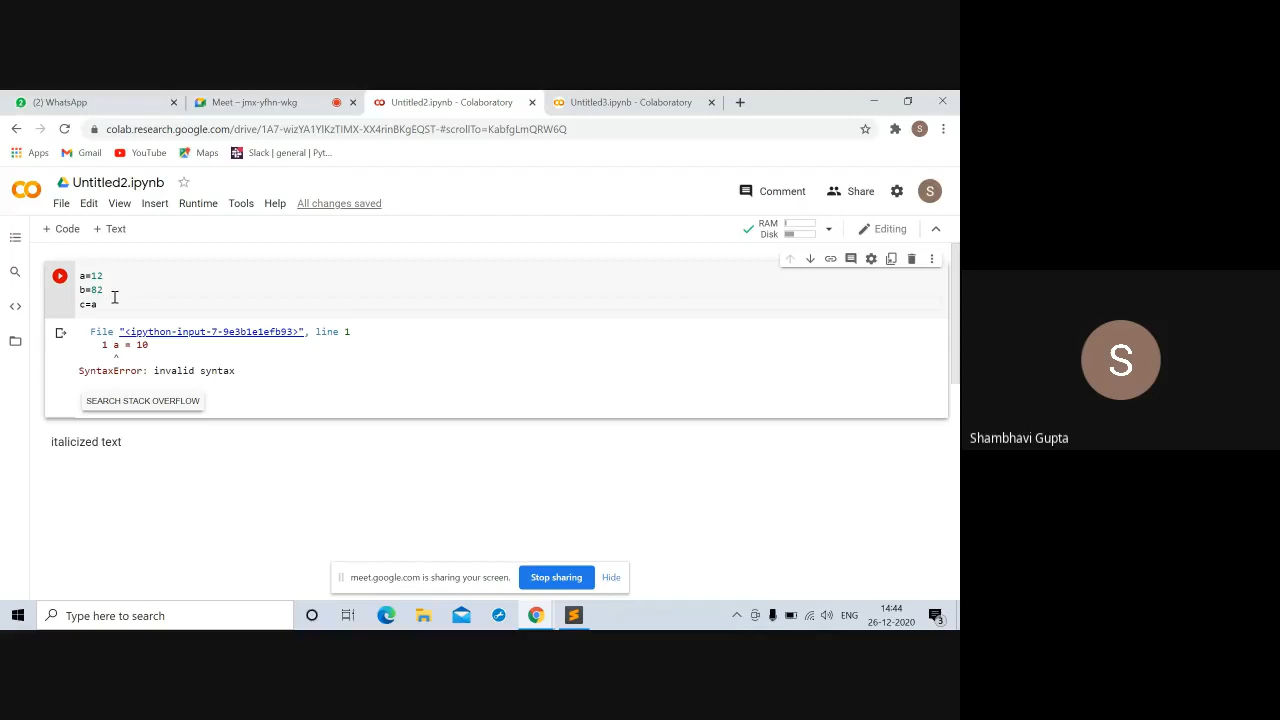 (2) WhatsApp
Meet – jmx-yfhn-wkg
Untitled2.ipynb - Colaboratory
Untitled3.ipynb - Colaboratory
colab.research.google.com/drive/1A7-wizYA1YlKzTIMX-XX4rinBKgEQST-#scrollTo=KabfgLmQRW6Q
S
Apps
Gmail
YouTube
Maps
Slack | general | Pyt...
CO
Untitled2.ipynb
Comment
Share
S
File Edit View Insert Runtime Tools Help All changes saved
+ Code + Text
RAM
Disk
Editing
a=12
b=82
c=a
File "<ipython-input-7-9e3b1e1efb93>", line 1
1 a = 10
^
SyntaxError: invalid syntax
SEARCH STACK OVERFLOW
italicized text
S
Shambhavi Gupta
meet.google.com is sharing your screen.
Stop sharing
Hide
Type here to search
ENG
14:44
26-12-2020
3